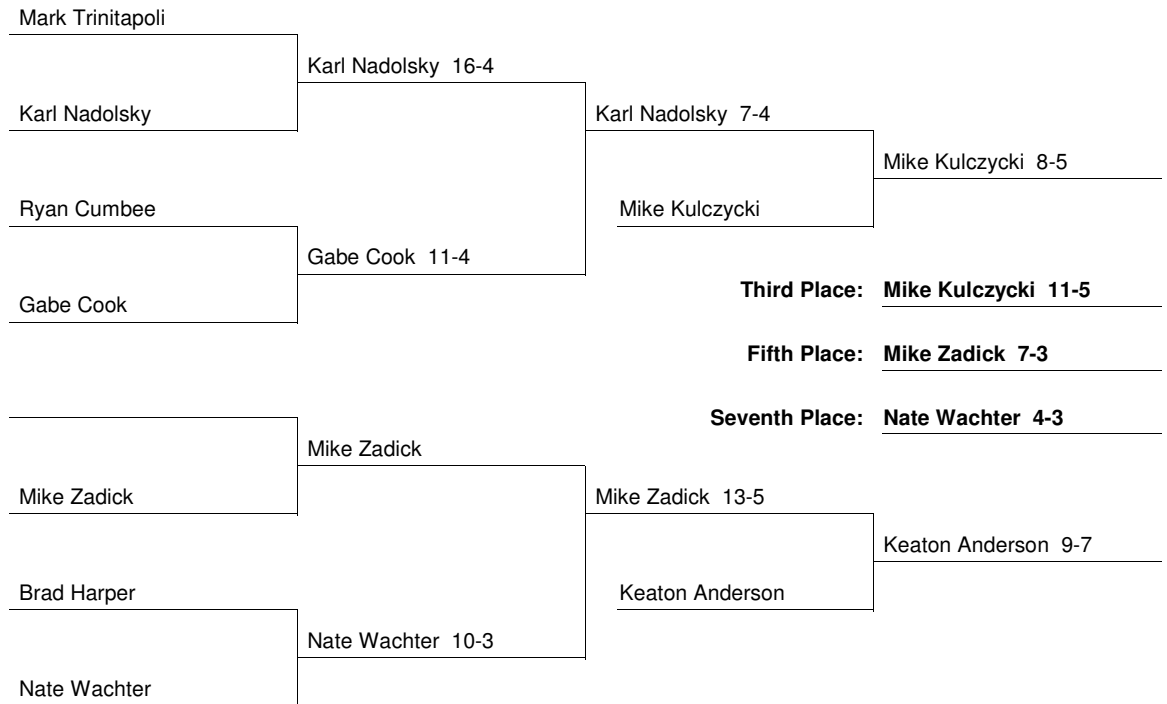 Mark Trinitapoli
Karl Nadolsky 16-4
Karl Nadolsky
Karl Nadolsky 7-4
Mike Kulczycki 8-5
Ryan Cumbee
Mike Kulczycki
Gabe Cook 11-4
Gabe Cook
Third Place: Mike Kulczycki 11-5
Fifth Place: Mike Zadick 7-3
Seventh Place: Nate Wachter 4-3
Mike Zadick
Mike Zadick
Mike Zadick 13-5
Keaton Anderson 9-7
Brad Harper
Keaton Anderson
Nate Wachter 10-3
Nate Wachter